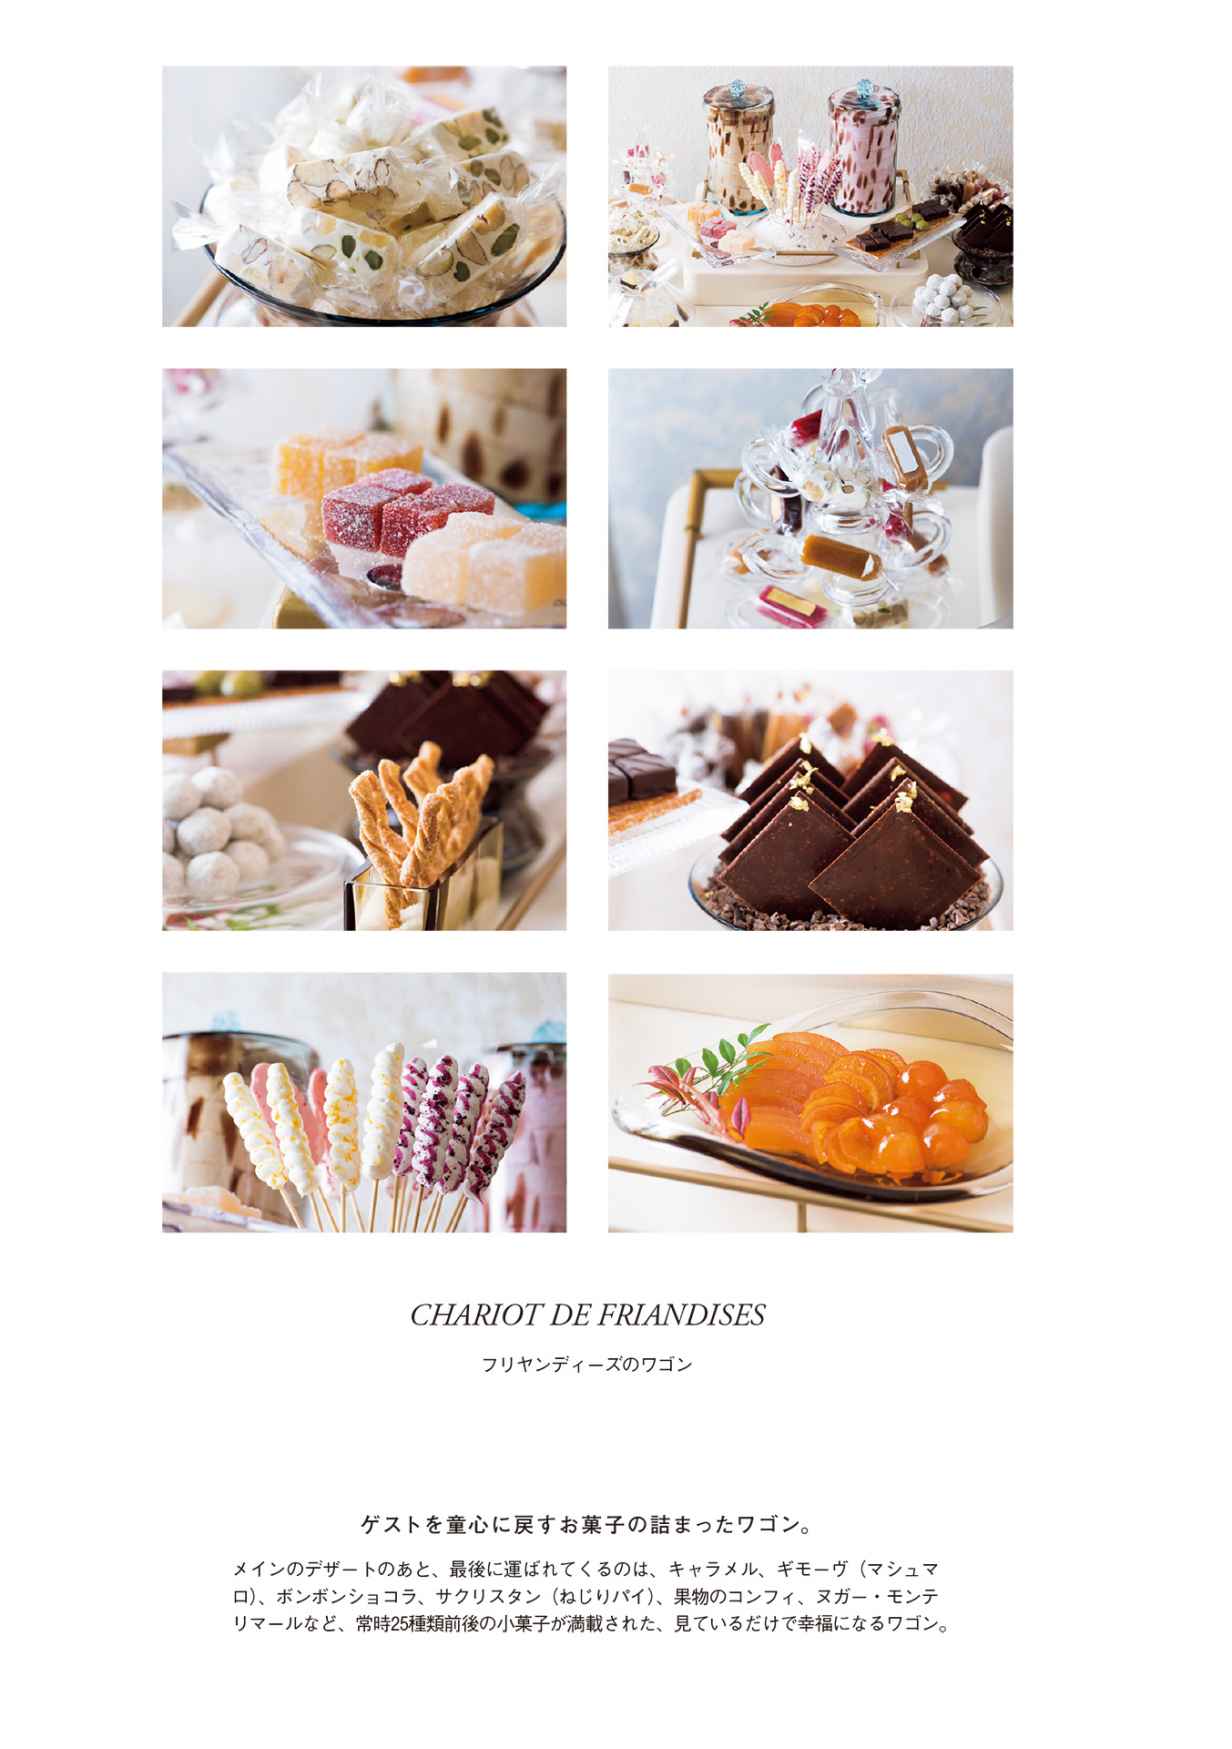 CHARIOT DE FRIANDISES
フリヤンディーズのワゴン
ゲストを童心に戻すお菓子の詰まったワゴン。
メインのデザートのあと、最後に運ばれてくるのは、キャラメル、ギモーヴ（マシュマ
ロ）、ボンボンショコラ、サクリスタン（ねじりパイ）、果物のコンフィ、ヌガー・モンテ
リマールなど、常時25種類前後の小菓子が満載された、見ているだけで幸福になるワゴン。